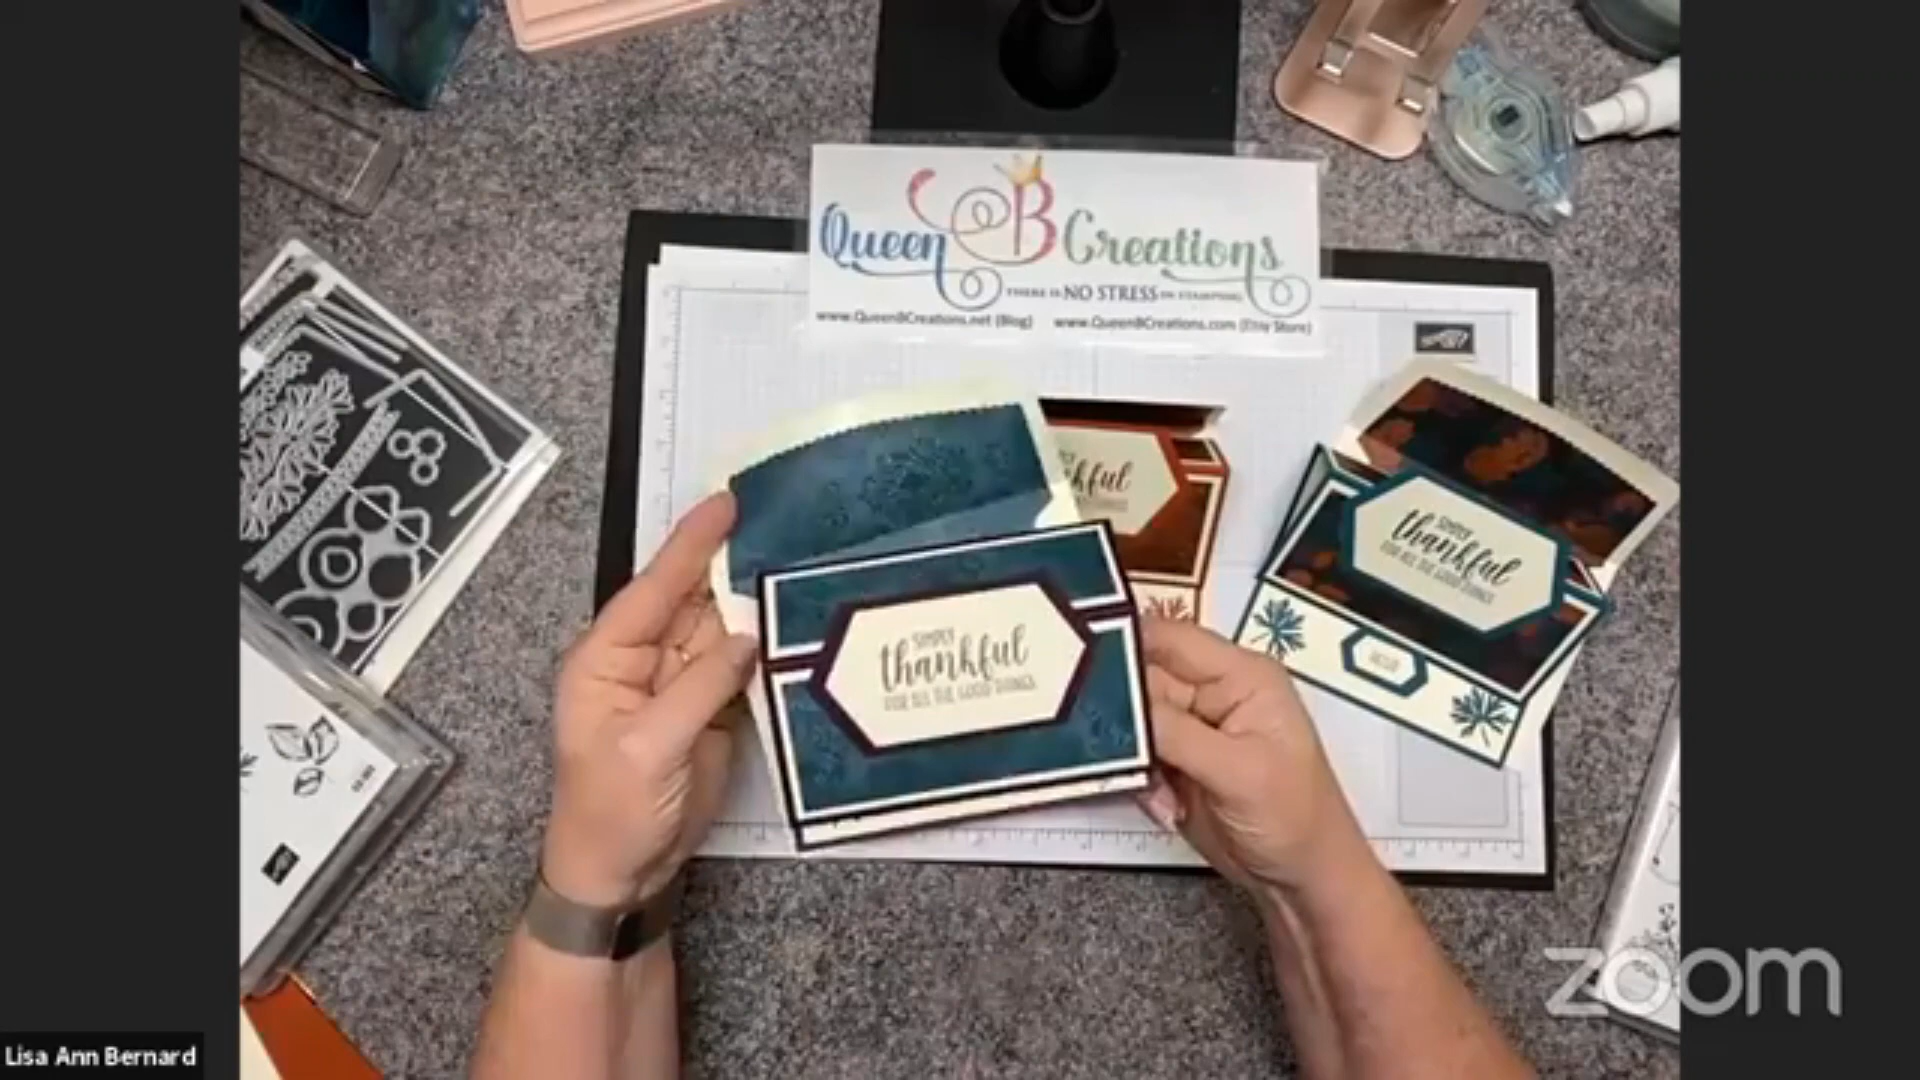 Queen B Creations
THERE IS NO STRESS IN STAMPING
www.QueenBCreations.net (Blog) www.QueenBCreations.com (Etsy Store)
thankful
SIMPLY
thankful
FOR ALL THE GOOD THINGS
SIMPLY
thankful
FOR ALL THE GOOD THINGS
zoom
Lisa Ann Bernard